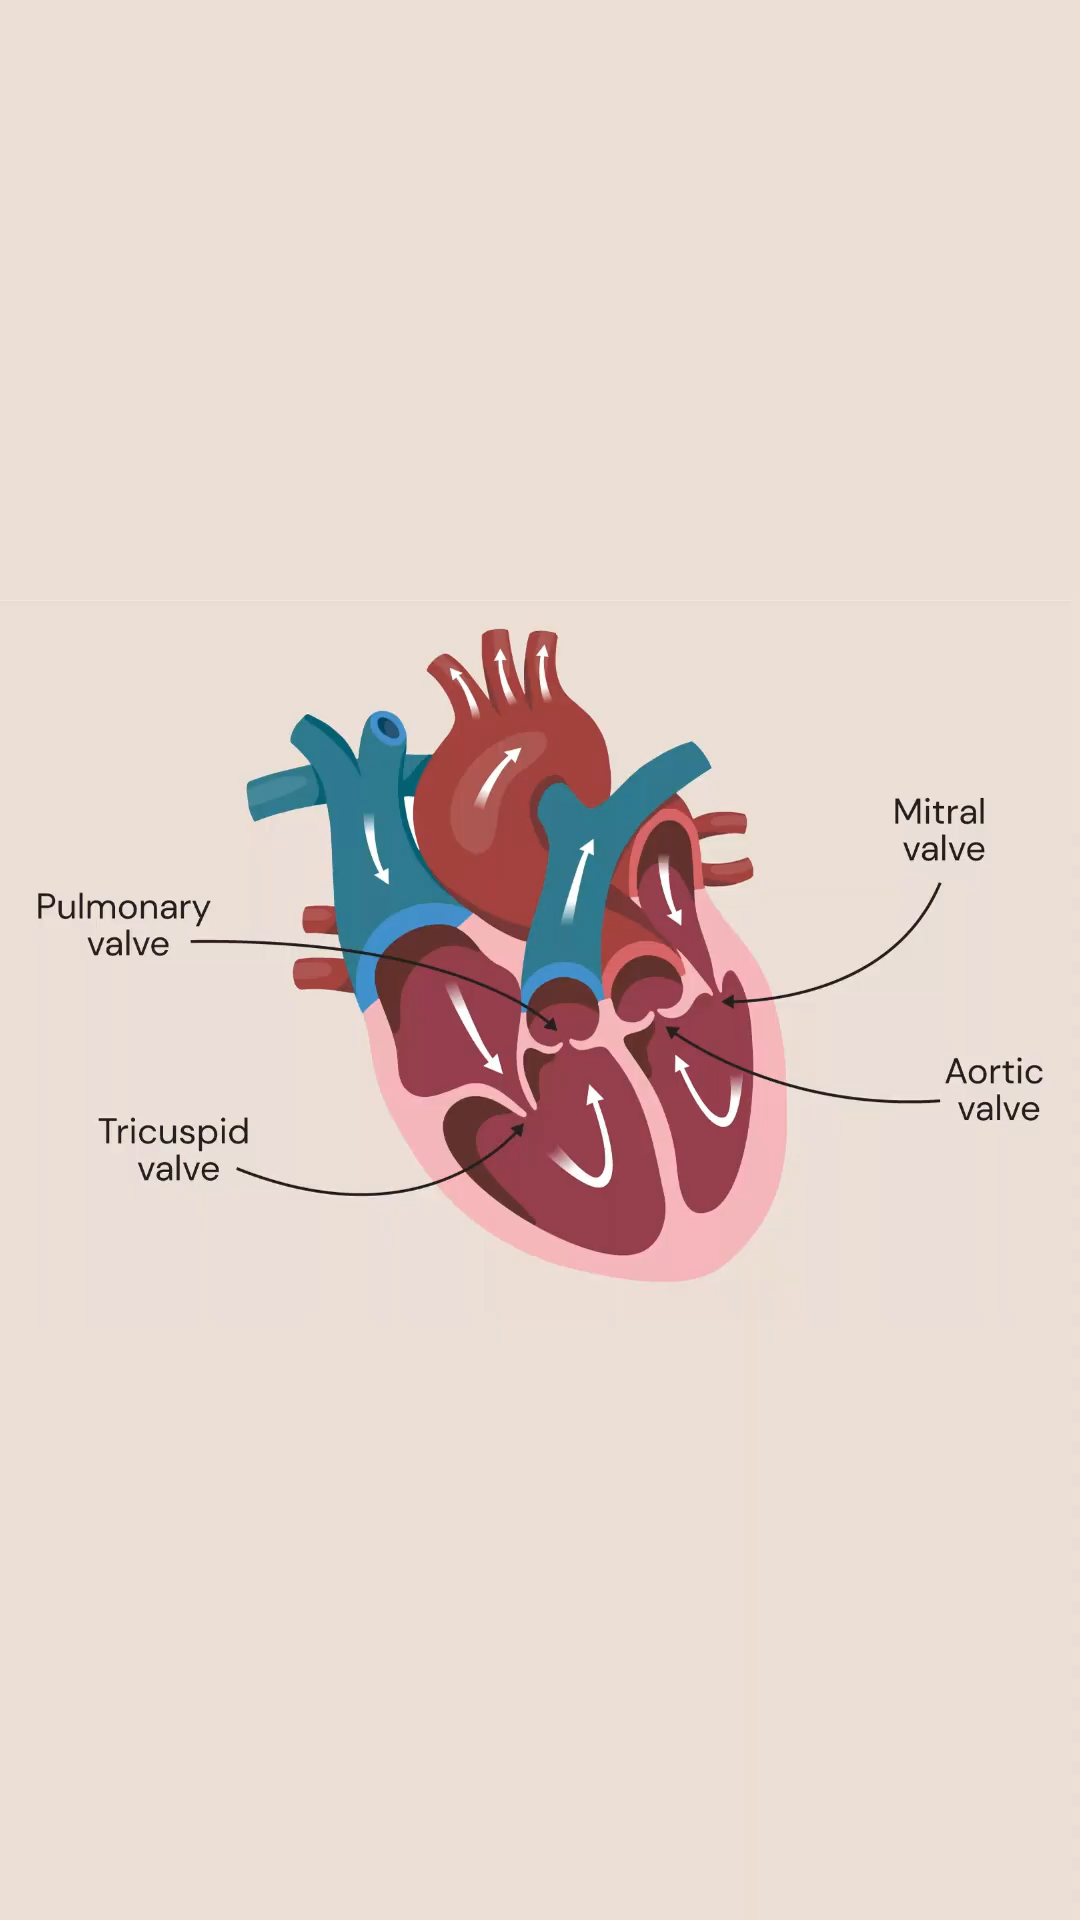 Mitral
valve
Pulmonary
valve
Aortic
valve
Tricuspid
valve